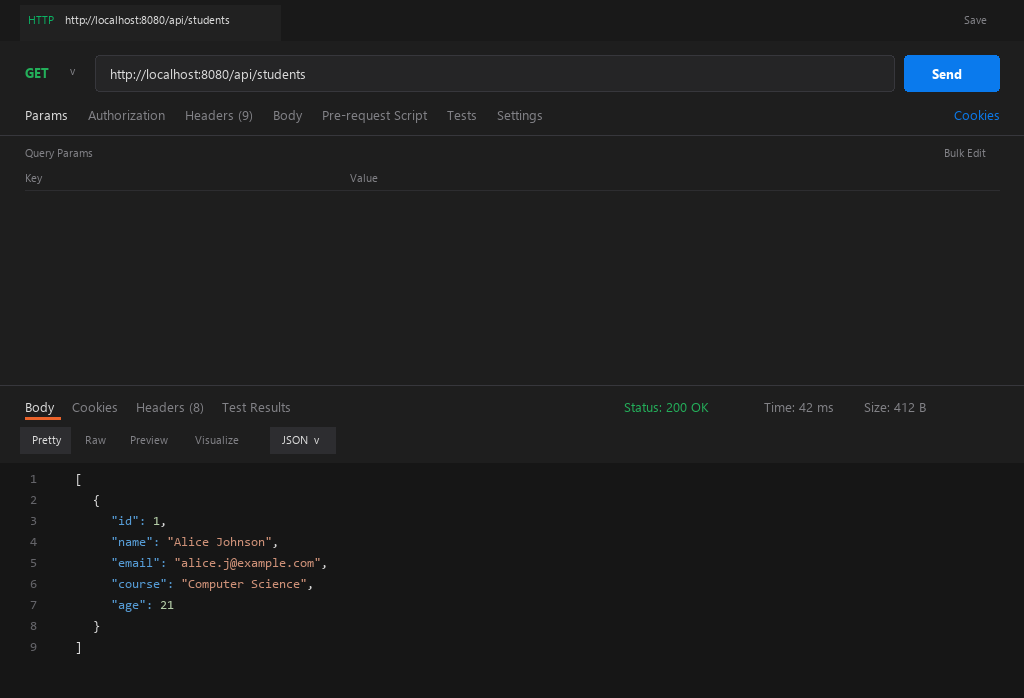 HTTP http://localhost:8080/api/students Save
GET v http://localhost:8080/api/students Send
Params Authorization Headers (9) Body Pre-request Script Tests Settings Cookies
Query Params Bulk Edit
Key Value
Body Cookies Headers (8) Test Results Status: 200 OK Time: 42 ms Size: 412 B
Pretty Raw Preview Visualize JSON v
1 [
2 {
3 "id": 1,
4 "name": "Alice Johnson",
5 "email": "alice.j@example.com",
6 "course": "Computer Science",
7 "age": 21
8 }
9 ]